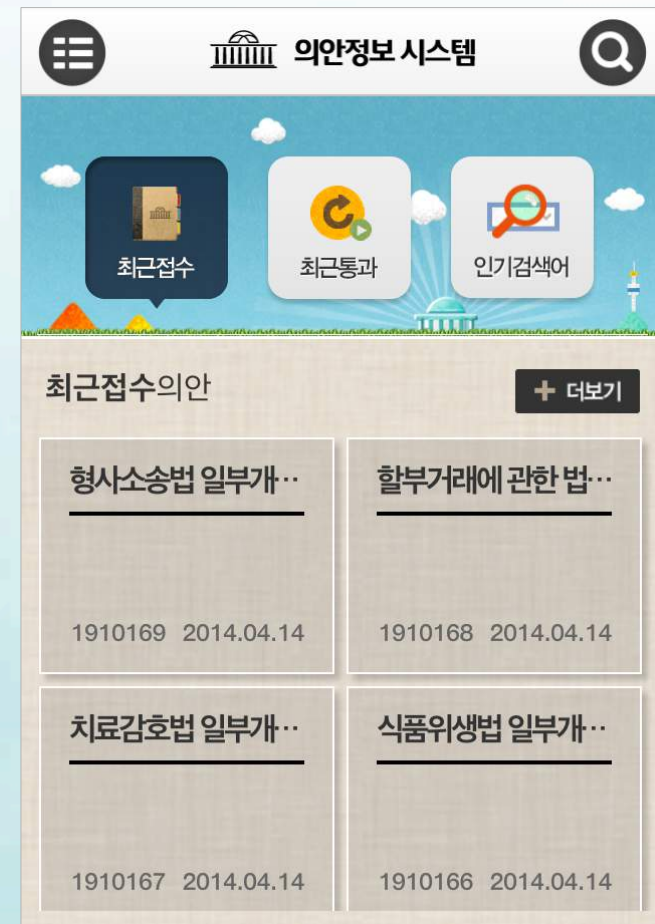 의안정보 시스템
최근접수
최근통과
인기검색어
최근접수의안
+ 더보기
형사소송법 일부개…
할부거래에 관한 법…
1910169 2014.04.14
1910168 2014.04.14
치료감호법 일부개…
식품위생법 일부개…
1910167 2014.04.14
1910166 2014.04.14